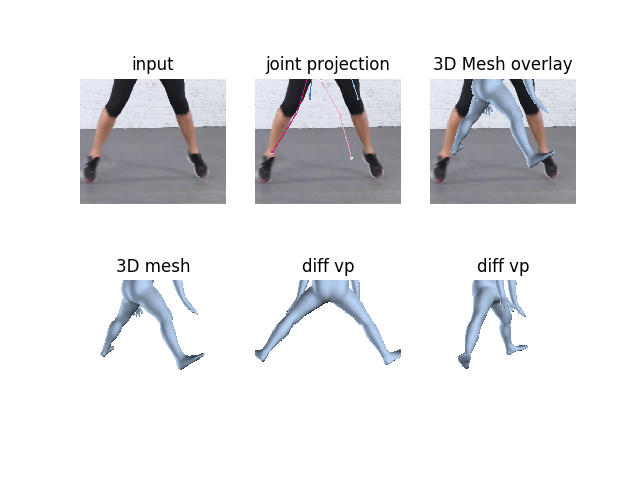 input
joint projection
3D Mesh overlay
3D mesh
diff vp
diff vp